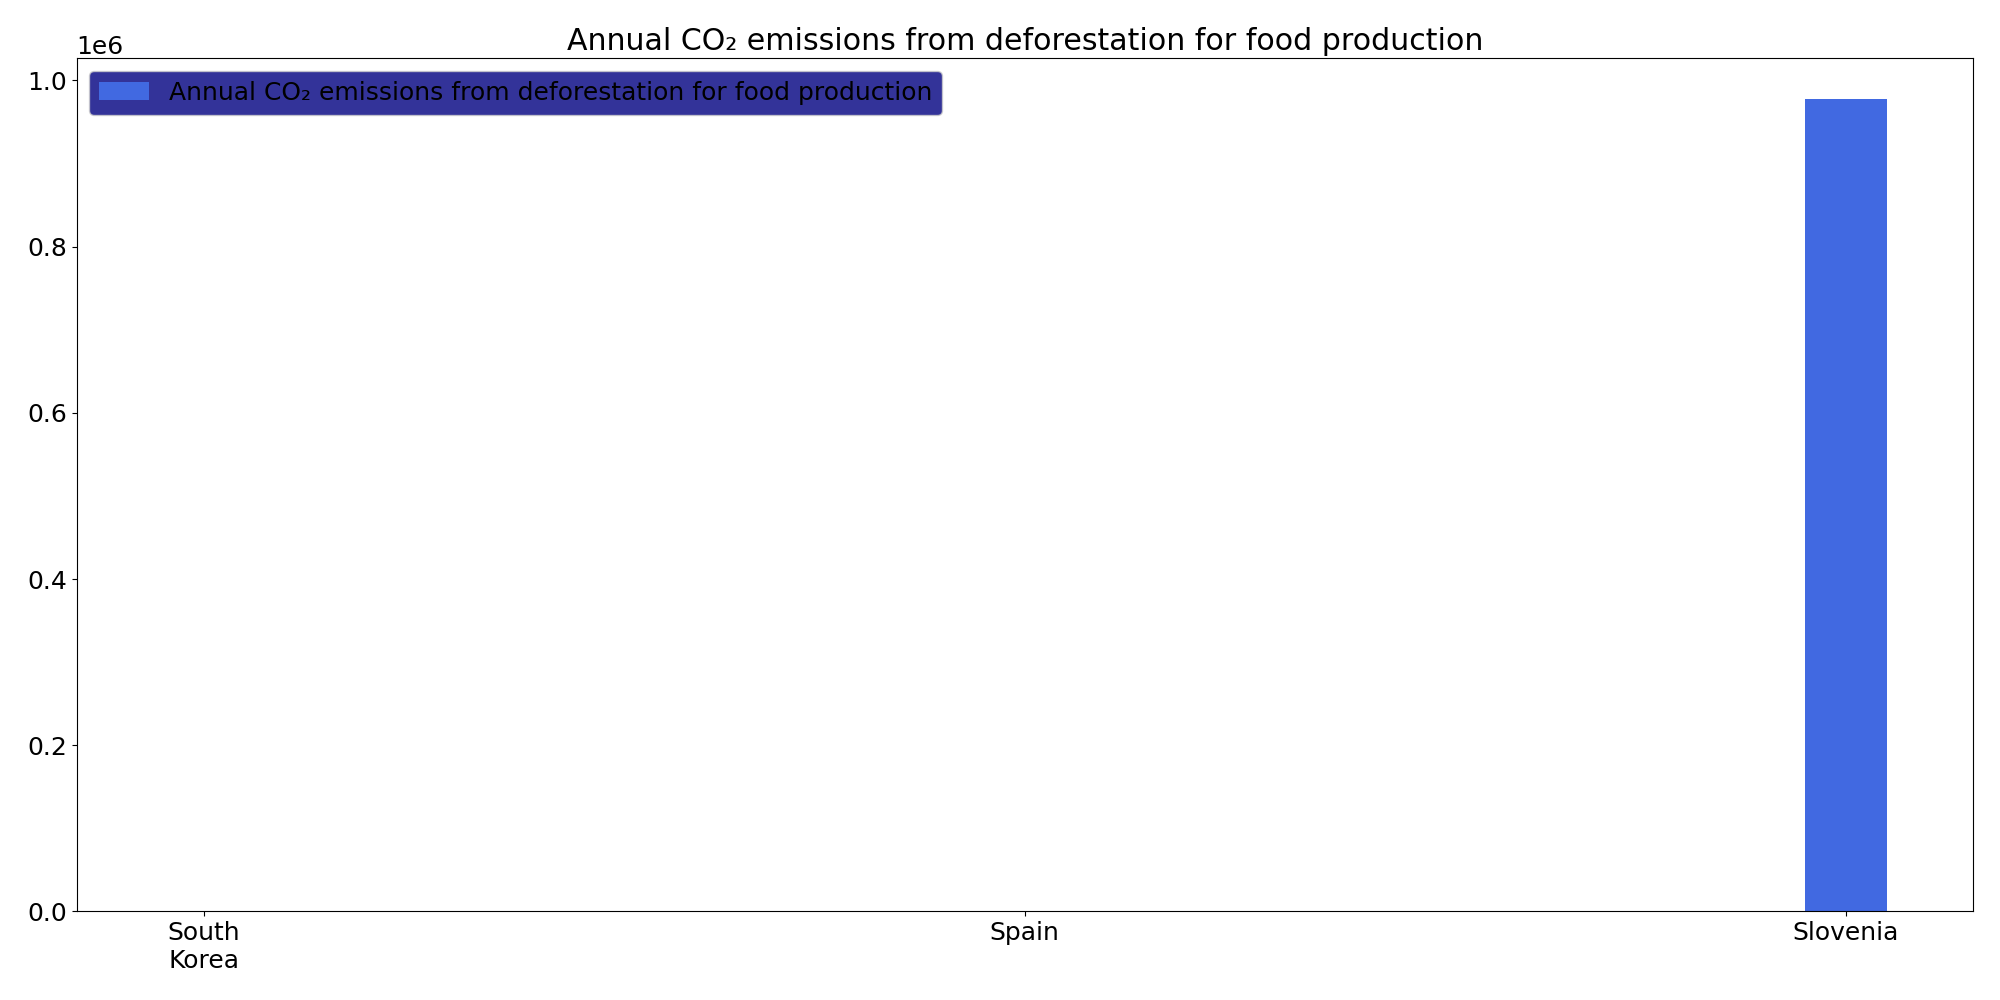 Annual CO₂ emissions from deforestation for food production
1e6
1.0
Annual CO₂ emissions from deforestation for food production
0.8
0.6
0.4
0.2
0.0
South
Korea
Spain
Slovenia